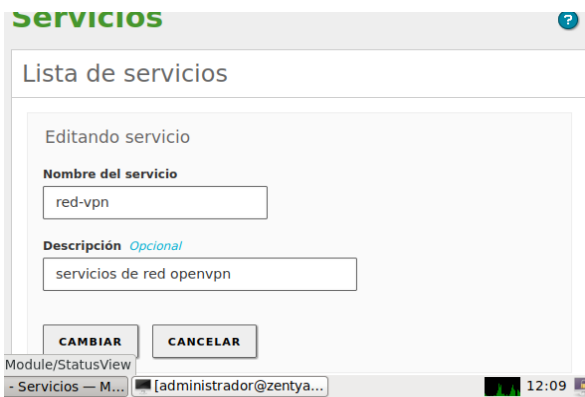 Servicios
?
Lista de servicios
Editando servicio
Nombre del servicio
red-vpn
Descripción Opcional
servicios de red openvpn
CAMBIAR CANCELAR
Module/StatusView
- Servicios — M... [administrador@zentya... 12:09